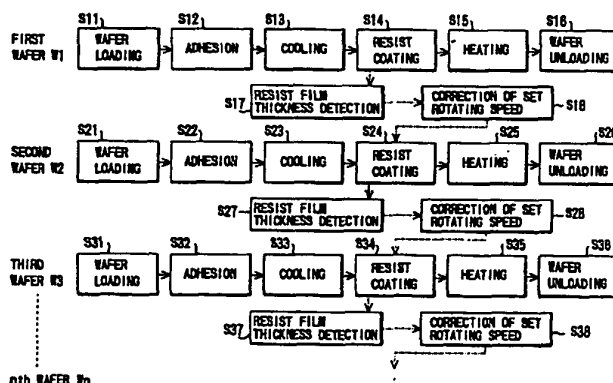 S11 S12 S13 S14 S15 S16
FIRST WAFER W1
WAFER LOADING
ADHESION
COOLING
RESIST COATING
HEATING
WAFER UNLOADING
S17
RESIST FILM THICKNESS DETECTION
CORRECTION OF SET ROTATING SPEED
S18
S21 S22 S23 S24 S25 S26
SECOND WAFER W2
WAFER LOADING
ADHESION
COOLING
RESIST COATING
HEATING
WAFER UNLOADING
S27
RESIST FILM THICKNESS DETECTION
CORRECTION OF SET ROTATING SPEED
S28
S31 S32 S33 S34 S35 S36
THIRD WAFER W3
WAFER LOADING
ADHESION
COOLING
RESIST COATING
HEATING
WAFER UNLOADING
S37
RESIST FILM THICKNESS DETECTION
CORRECTION OF SET ROTATING SPEED
S38
nth WAFER Wn